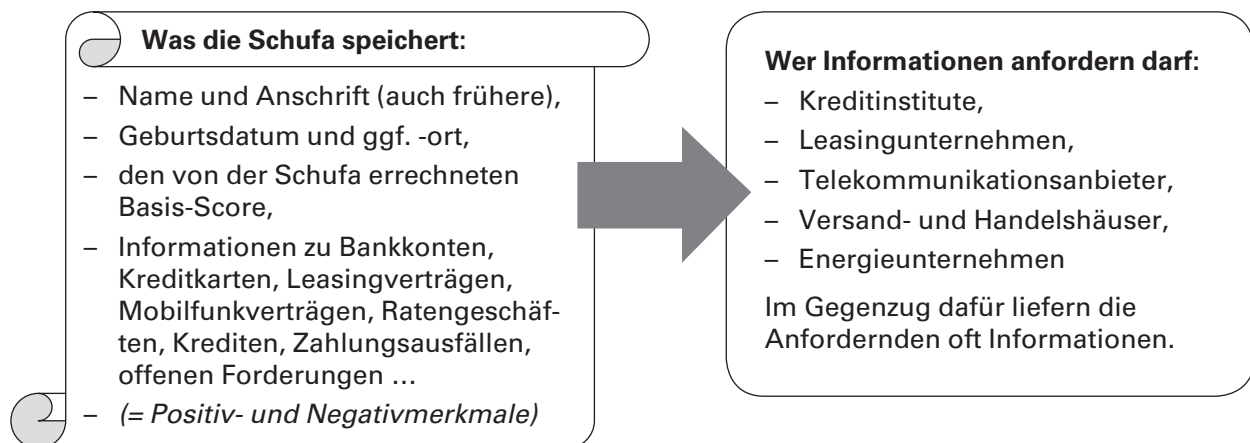 Was die Schufa speichert:
– Name und Anschrift (auch frühere),
– Geburtsdatum und ggf. -ort,
– den von der Schufa errechneten
Basis-Score,
– Informationen zu Bankkonten,
Kreditkarten, Leasingverträgen,
Mobilfunkverträgen, Ratengeschäf-
ten, Krediten, Zahlungsausfällen,
offenen Forderungen …
– (= Positiv- und Negativmerkmale)
Wer Informationen anfordern darf:
– Kreditinstitute,
– Leasingunternehmen,
– Telekommunikationsanbieter,
– Versand- und Handelshäuser,
– Energieunternehmen
Im Gegenzug dafür liefern die
Anfordernden oft Informationen.